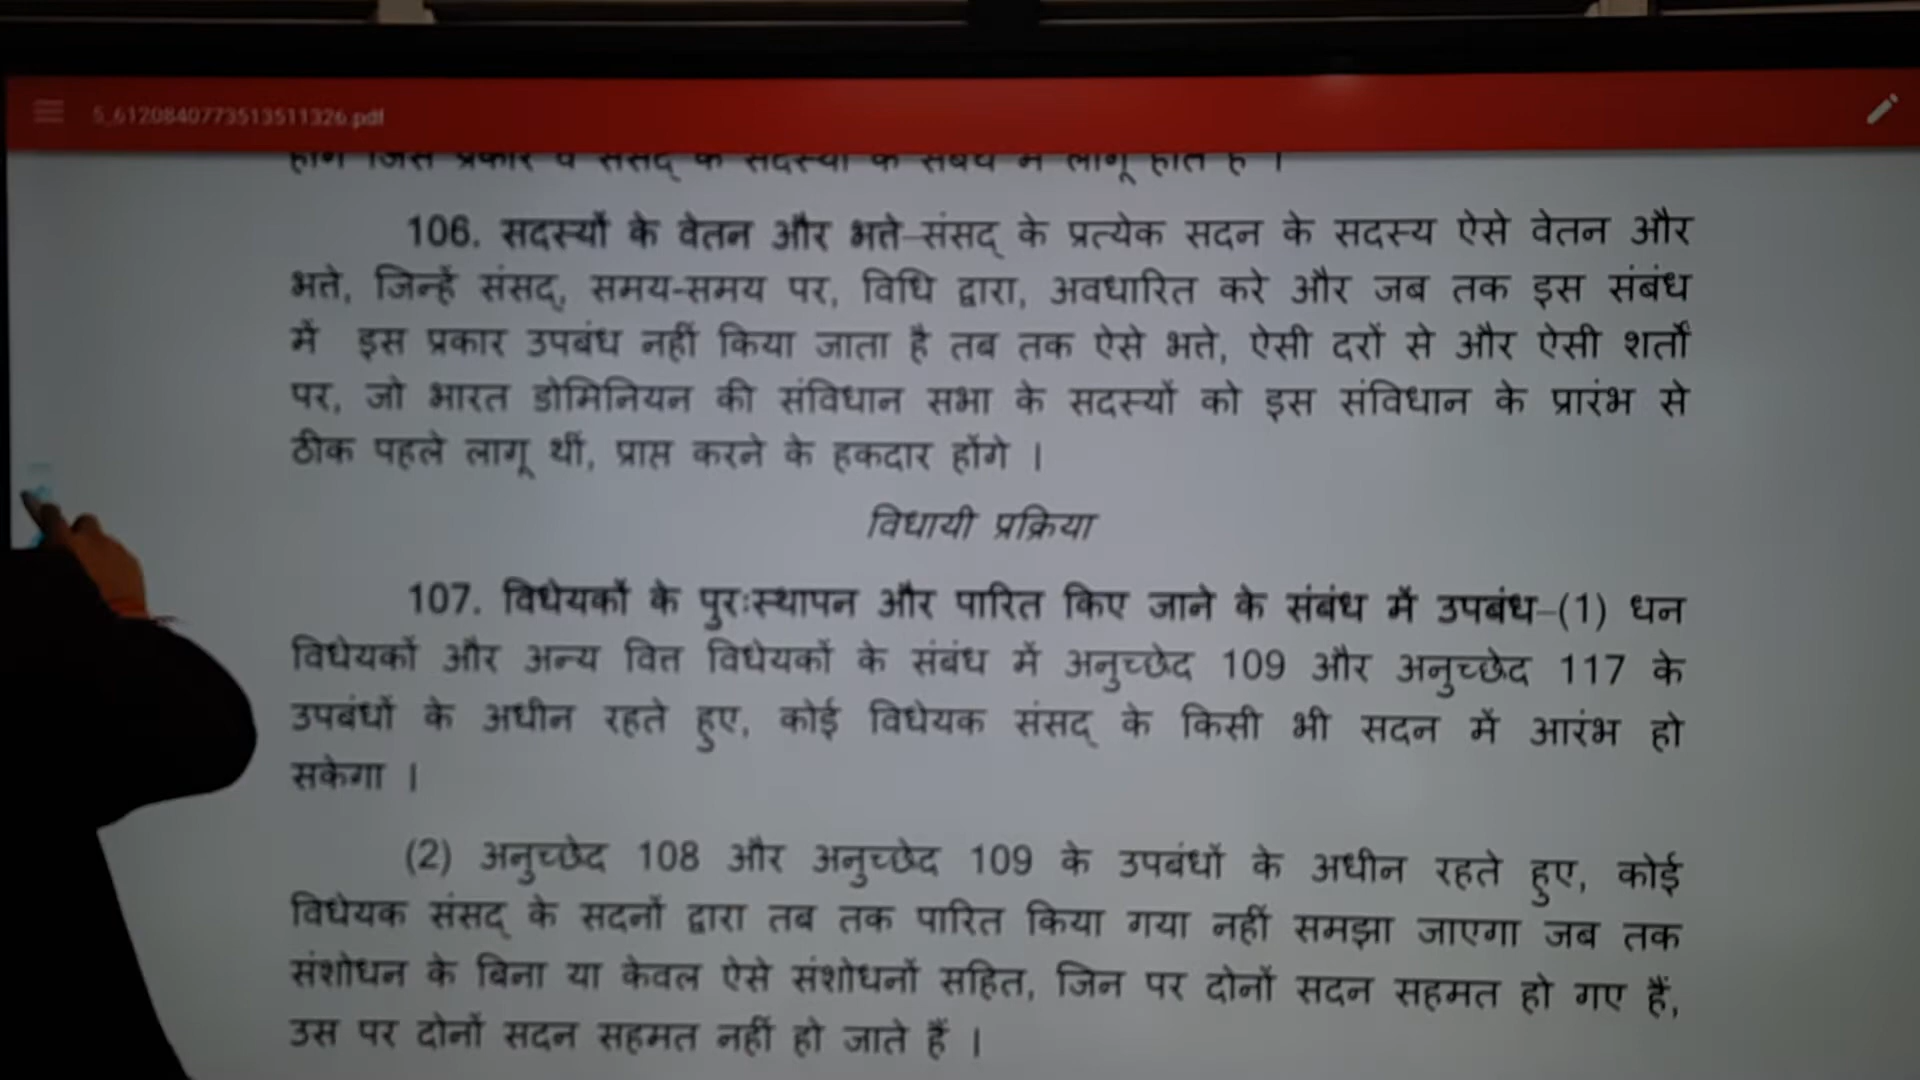 5_6120840773513511326.pdf
होंगे जिस प्रकार वे संसद् के सदस्यों के संबंध में लागू होते हैं ।
106. सदस्यों के वेतन और भत्ते–संसद् के प्रत्येक सदन के सदस्य ऐसे वेतन और
भत्ते, जिन्हें संसद्, समय-समय पर, विधि द्वारा, अवधारित करे और जब तक इस संबंध
में इस प्रकार उपबंध नहीं किया जाता है तब तक ऐसे भत्ते, ऐसी दरों से और ऐसी शर्तों
पर, जो भारत डोमिनियन की संविधान सभा के सदस्यों को इस संविधान के प्रारंभ से
ठीक पहले लागू थीं, प्राप्त करने के हकदार होंगे ।
विधायी प्रक्रिया
107. विधेयकों के पुरःस्थापन और पारित किए जाने के संबंध में उपबंध–(1) धन
विधेयकों और अन्य वित्त विधेयकों के संबंध में अनुच्छेद 109 और अनुच्छेद 117 के
उपबंधों के अधीन रहते हुए, कोई विधेयक संसद् के किसी भी सदन में आरंभ हो
सकेगा ।
(2) अनुच्छेद 108 और अनुच्छेद 109 के उपबंधों के अधीन रहते हुए, कोई
विधेयक संसद् के सदनों द्वारा तब तक पारित किया गया नहीं समझा जाएगा जब तक
संशोधन के बिना या केवल ऐसे संशोधनों सहित, जिन पर दोनों सदन सहमत हो गए हैं,
उस पर दोनों सदन सहमत नहीं हो जाते हैं ।